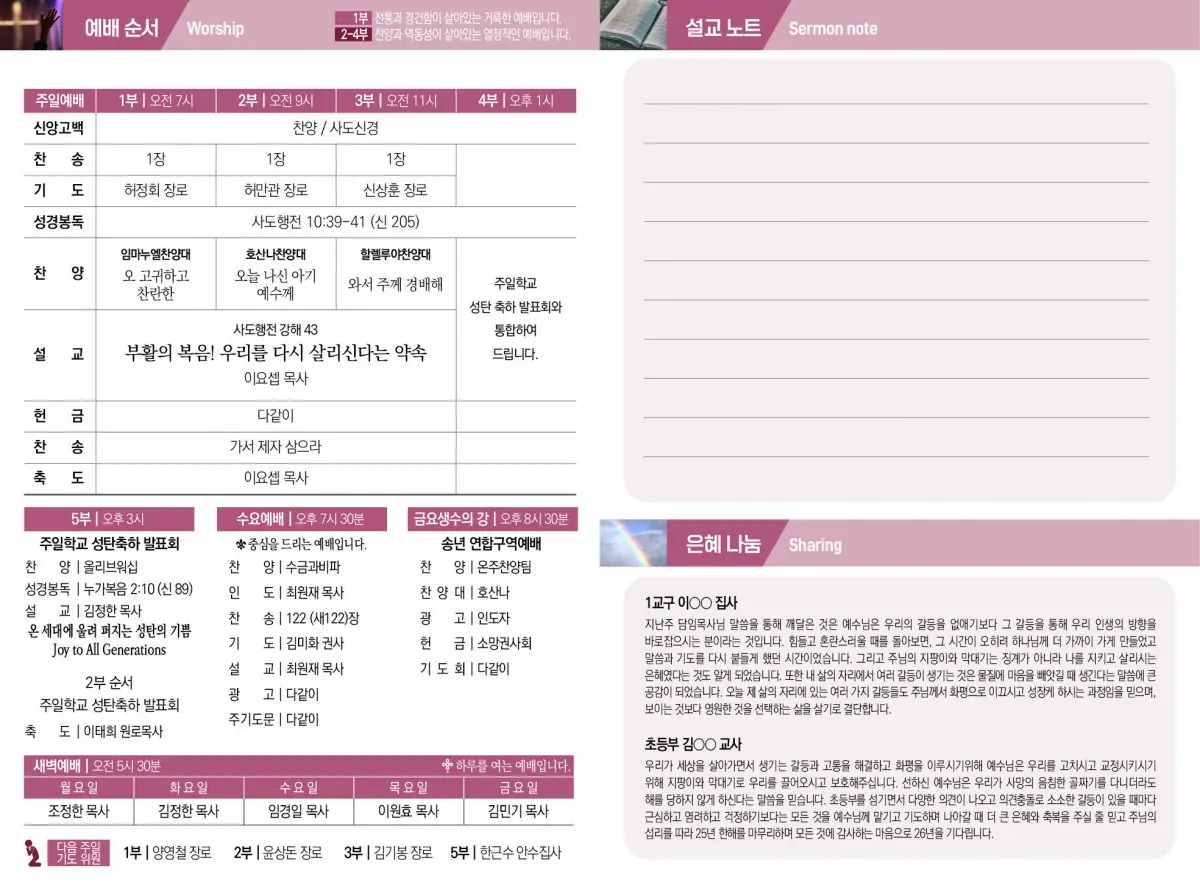 예배 순서 Worship
1부 전통과 경건함이 살아있는 거룩한 예배입니다.
2-4부 찬양과 역동성이 살아있는 열정적인 예배입니다.
주일예배 1부 | 오전 7시 2부 | 오전 9시 3부 | 오전 11시 4부 | 오후 1시
신앙고백 찬양 / 사도신경
찬 송 1장 1장 1장
기 도 허정회 장로 허만관 장로 신상훈 장로
성경봉독 사도행전 10:39-41 (신 205)
찬 양
임마누엘찬양대 호산나찬양대 할렐루야찬양대
오 고귀하고 오늘 나신 아기 와서 주께 경배해
찬란한 예수께
주일학교
성탄 축하 발표회와
통합하여
드립니다.
설 교
사도행전 강해 43
부활의 복음! 우리를 다시 살리신다는 약속
이요셉 목사
헌 금 다같이
찬 송 가서 제자 삼으라
축 도 이요셉 목사
5부 | 오후 3시
주일학교 성탄축하 발표회
찬 양 | 올리브워십
성경봉독 | 누가복음 2:10 (신 89)
설 교 | 김정한 목사
온 세대에 울려 퍼지는 성탄의 기쁨
Joy to All Generations
2부 순서
주일학교 성탄축하 발표회
축 도 | 이태희 원로목사
수요예배 | 오후 7시 30분
✤중심을 드리는 예배입니다.
찬 양 | 수금과비파
인 도 | 최원재 목사
찬 송 | 122 (새122)장
기 도 | 김미화 권사
설 교 | 최원재 목사
광 고 | 다같이
주기도문 | 다같이
금요생수의 강 | 오후 8시 30분
송년 연합구역예배
찬 양 | 온주찬양팀
찬 양 대 | 호산나
광 고 | 인도자
헌 금 | 소망권사회
기 도 회 | 다같이
새벽예배 | 오전 5시 30분 ✤ 하루를 여는 예배입니다.
월 요 일 화 요 일 수 요 일 목 요 일 금 요 일
조정한 목사 김정한 목사 임경일 목사 이원효 목사 김민기 목사
다음 주일
기도 위원
1부 | 양영철 장로 2부 | 윤상돈 장로 3부 | 김기봉 장로 5부 | 한근수 안수집사
설교 노트 Sermon note
은혜 나눔 Sharing
1교구 이○○ 집사
지난주 담임목사님 말씀을 통해 깨달은 것은 예수님은 우리의 갈등을 없애기보다 그 갈등을 통해 우리 인생의 방향을
바로잡으시는 분이라는 것입니다. 힘들고 혼란스러울 때를 돌아보면, 그 시간이 오히려 하나님께 더 가까이 가게 만들었고
말씀과 기도를 다시 붙들게 했던 시간이었습니다. 그리고 주님의 지팡이와 막대기는 징계가 아니라 나를 지키고 살리시는
은혜였다는 것도 알게 되었습니다. 또한 내 삶의 자리에서 여러 갈등이 생기는 것은 물질에 마음을 빼앗길 때 생긴다는 말씀에 큰
공감이 되었습니다. 오늘 제 삶의 자리에 있는 여러 가지 갈등들도 주님께서 화평으로 이끄시고 성장케 하시는 과정임을 믿으며,
보이는 것보다 영원한 것을 선택하는 삶을 살기로 결단합니다.
초등부 김○○ 교사
우리가 세상을 살아가면서 생기는 갈등과 고통을 해결하고 화평을 이루시기위해 예수님은 우리를 고치시고 교정시키시기
위해 지팡이와 막대기로 우리를 끌어오시고 보호해주십니다. 선하신 예수님은 우리가 사망의 음침한 골짜기를 다니더라도
해를 당하지 않게 하신다는 말씀을 믿습니다. 초등부를 섬기면서 다양한 의견이 나오고 의견충돌로 소소한 갈등이 있을 때마다
근심하고 염려하고 걱정하기보다는 모든 것을 예수님께 맡기고 기도하며 나아갈 때 더 큰 은혜와 축복을 주실 줄 믿고 주님의
섭리를 따라 25년 한해를 마무리하며 모든 것에 감사하는 마음으로 26년을 기다립니다.